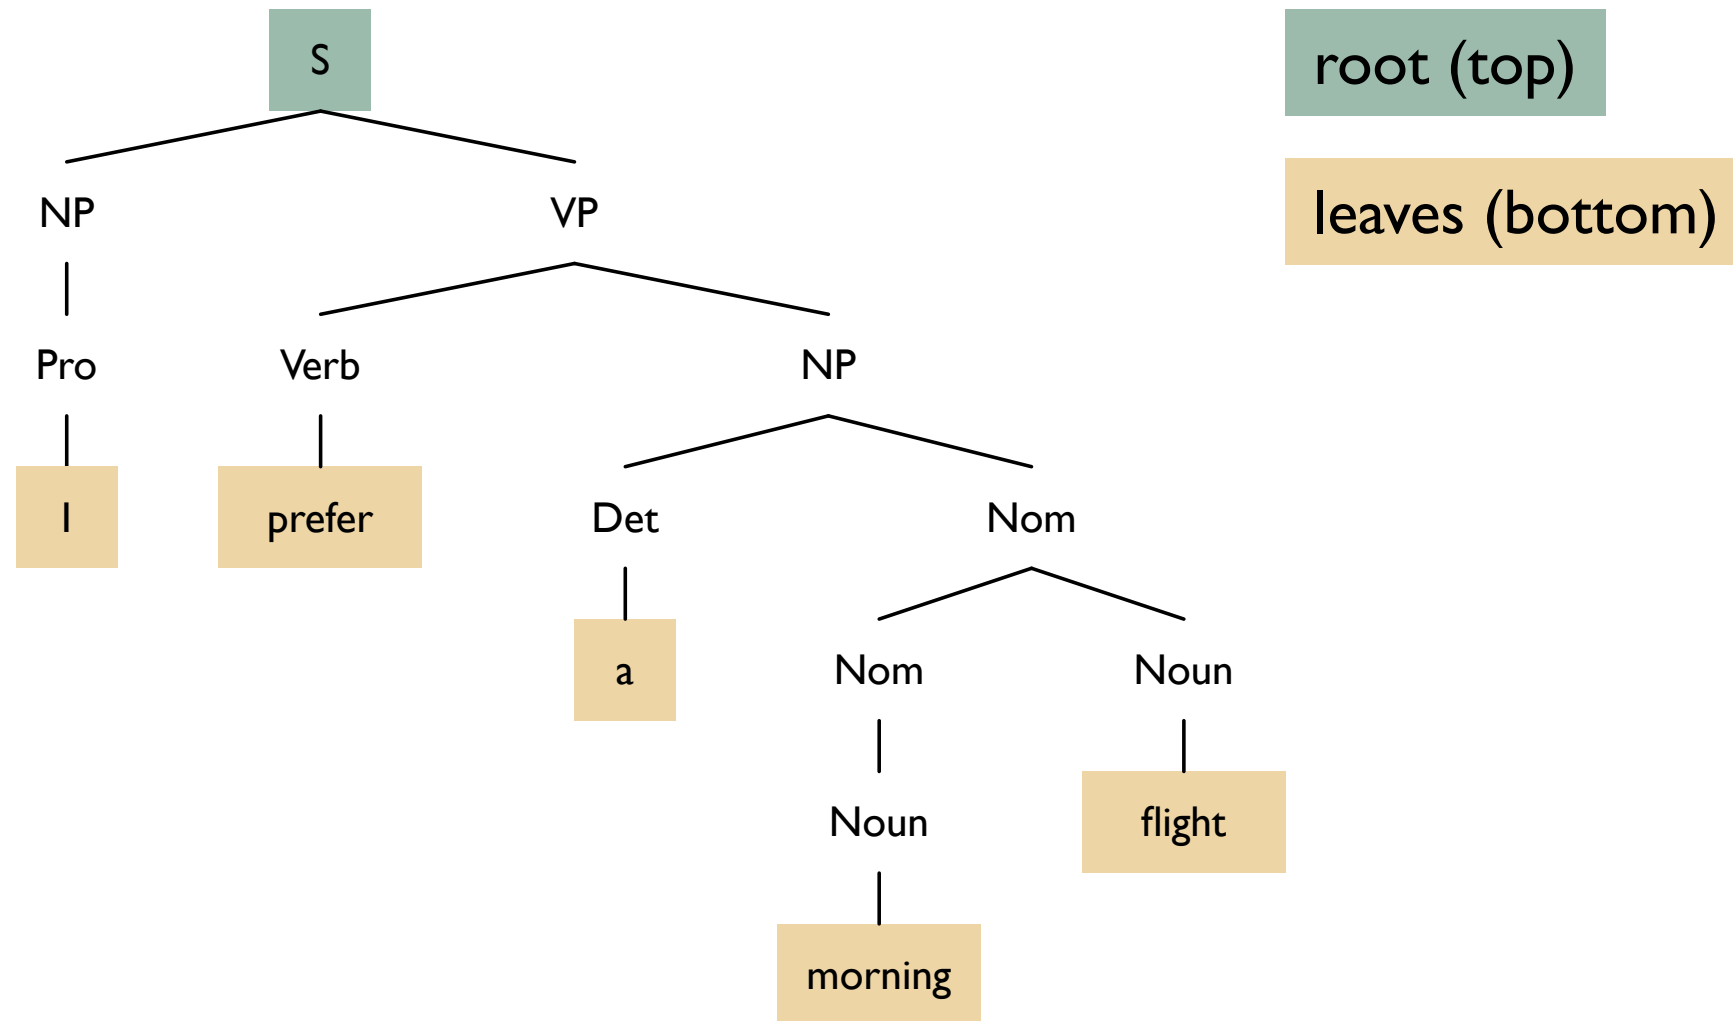 S
root (top)
leaves (bottom)
NP VP
Pro Verb NP
I prefer Det Nom
a Nom Noun
Noun flight
morning